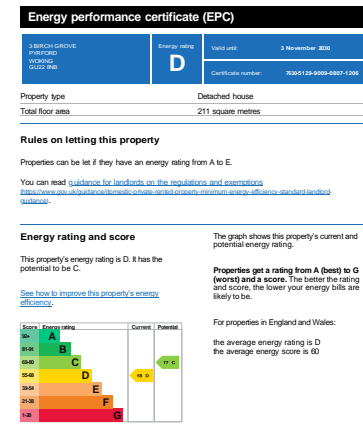 Energy performance certificate (EPC)
3 BIRCH GROVE
PYRFORD
WOKING
GU22 8NB
Energy rating
D
Valid until: 3 November 2030
Certificate number: 7630-5129-9009-0807-1206
Property type Detached house
Total floor area 211 square metres
Rules on letting this property
Properties can be let if they have an energy rating from A to E.
You can read guidance for landlords on the regulations and exemptions
(https://www.gov.uk/guidance/domestic-private-rented-property-minimum-energy-efficiency-standard-landlord-
guidance).
Energy rating and score
This property's energy rating is D. It has the
potential to be C.
See how to improve this property's energy
efficiency.
Score Energy rating Current Potential
92+ A
81-91 B
69-80 C 77 C
55-68 D 68 D
39-54 E
21-38 F
1-20 G
The graph shows this property's current and
potential energy rating.
Properties get a rating from A (best) to G
(worst) and a score. The better the rating
and score, the lower your energy bills are
likely to be.
For properties in England and Wales:
the average energy rating is D
the average energy score is 60